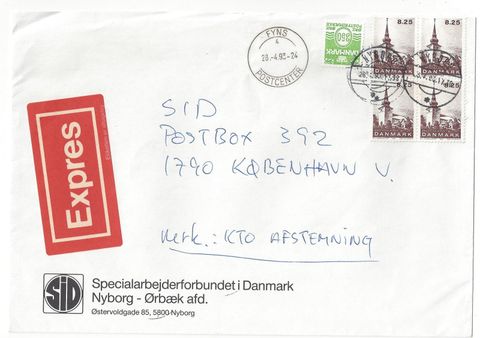 FYNS
28.-4.93-24
POSTCENTER
DANMARK
8.25
8.25
8.25
8.25
DANMARK
DANMARK
Expres
SID
POSTBOX 392
1790 KØBENHAVN V.
Mrk.: KTO AFSTEMNING
SiD
Specialarbejderforbundet i Danmark
Nyborg - Ørbæk afd.
Østervoldgade 85, 5800 Nyborg